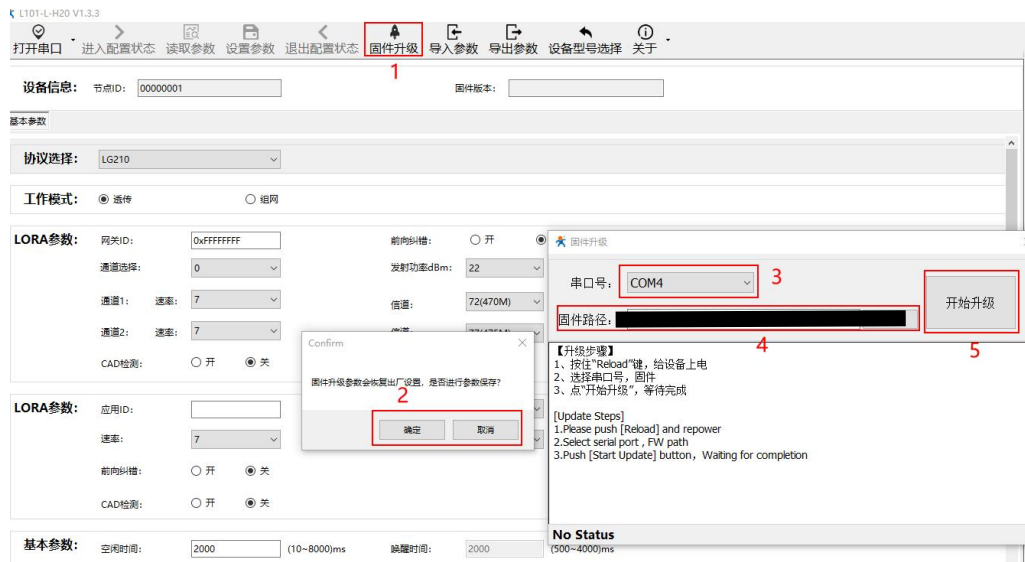 L101-L-H20 V1.3.3
打开串口 进入配置状态 读取参数 设置参数 退出配置状态 固件升级 导入参数 导出参数 设备型号选择 关于
1
设备信息： 节点ID： 00000001 固件版本：
基本参数
协议选择： LG210
工作模式： 透传 组网
LORA参数： 网关ID： 0xFFFFFFFF 前向纠错： 开
通道选择： 0 发射功率dBm： 22
通道1： 速率： 7 信道： 72(470M)
通道2： 速率： 7
CAD检测： 开 关
LORA参数： 应用ID：
速率： 7
前向纠错： 开 关
CAD检测： 开 关
基本参数： 空闲时间： 2000 (10~8000)ms 唤醒时间： 2000 (500~4000)ms
Confirm
固件升级参数会恢复出厂设置，是否进行参数保存?
2
确定 取消
固件升级
串口号： COM4 3
固件路径：
4
开始升级
5
【升级步骤】
1、按住“Reload”键，给设备上电
2、选择串口号，固件
3、点“开始升级”，等待完成
[Update Steps]
1.Please push [Reload] and repower
2.Select serial port , FW path
3.Push [Start Update] button，Waiting for completion
No Status